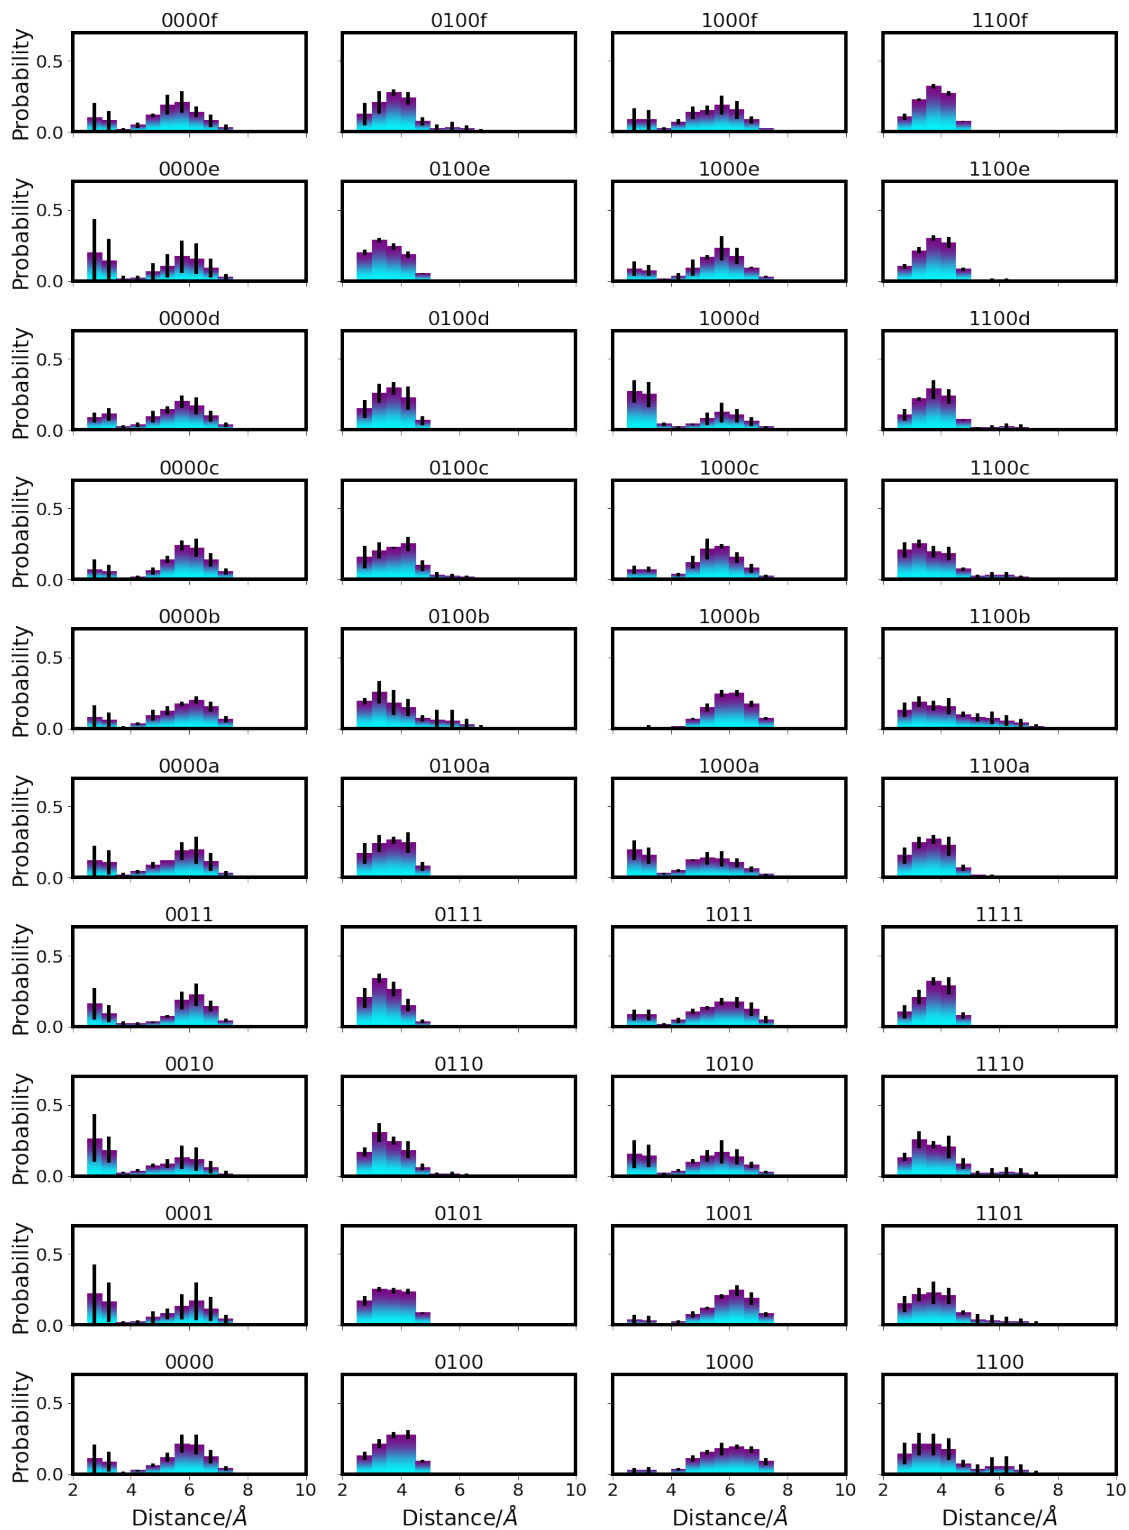 0000f 0100f 1000f 1100f
Probability
0.5
0.0
0000e 0100e 1000e 1100e
Probability
0.5
0.0
0000d 0100d 1000d 1100d
Probability
0.5
0.0
0000c 0100c 1000c 1100c
Probability
0.5
0.0
0000b 0100b 1000b 1100b
Probability
0.5
0.0
0000a 0100a 1000a 1100a
Probability
0.5
0.0
0011 0111 1011 1111
Probability
0.5
0.0
0010 0110 1010 1110
Probability
0.5
0.0
0001 0101 1001 1101
Probability
0.5
0.0
0000 0100 1000 1100
Probability
0.5
0.0
2 4 6 8 10 2 4 6 8 10 2 4 6 8 10 2 4 6 8 10
Distance/Å Distance/Å Distance/Å Distance/Å